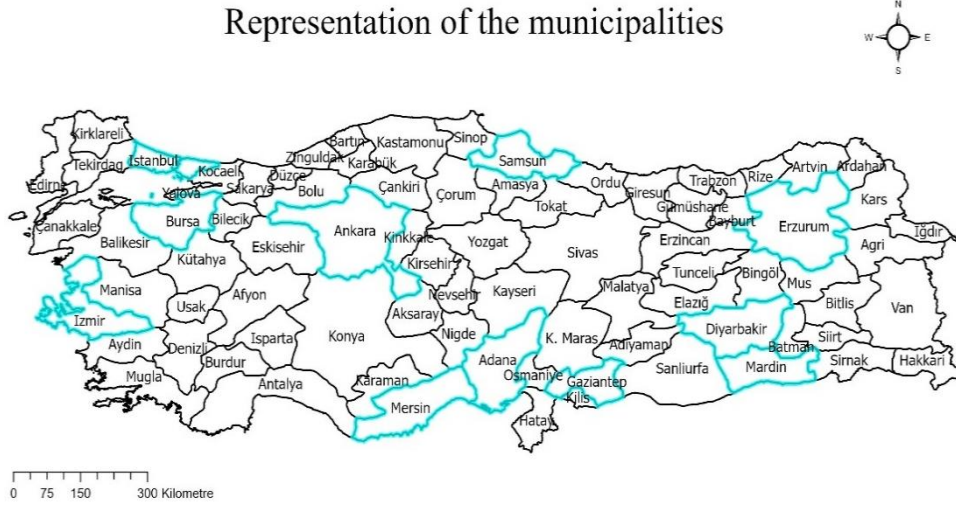 Representation of the municipalities
N
W E
S
Kirklareli
Tekirdag
Edirne
Istanbul
Kocaeli
Yalova
Sakarya
Düzce
Zinguldak
Bartın
Karabük
Kastamonu
Sinop
Samsun
Bolu
Çankiri
Çorum
Amasya
Tokat
Ordu
Giresun
Trabzon
Gümüshane
Bayburt
Rize
Artvin
Ardahan
Kars
Iğdır
Agri
Erzurum
Erzincan
Çanakkale
Balikesir
Bursa
Bilecik
Kütahya
Eskisehir
Ankara
Kinkkale
Kirsehir
Yozgat
Sivas
Tunceli
Bingöl
Mus
Bitlis
Van
Manisa
Izmir
Usak
Afyon
Aydin
Denizli
Burdur
Isparta
Mugla
Antalya
Konya
Aksaray
Nevsehir
Nigde
Kayseri
Malatya
Elazığ
Diyarbakir
Batman
Siirt
Sirnak
Hakkari
Mardin
Sanliurfa
Adiyaman
K. Maras
Gaziantep
Kilis
Osmaniye
Hatay
Adana
Mersin
Karaman
0 75 150 300 Kilometre